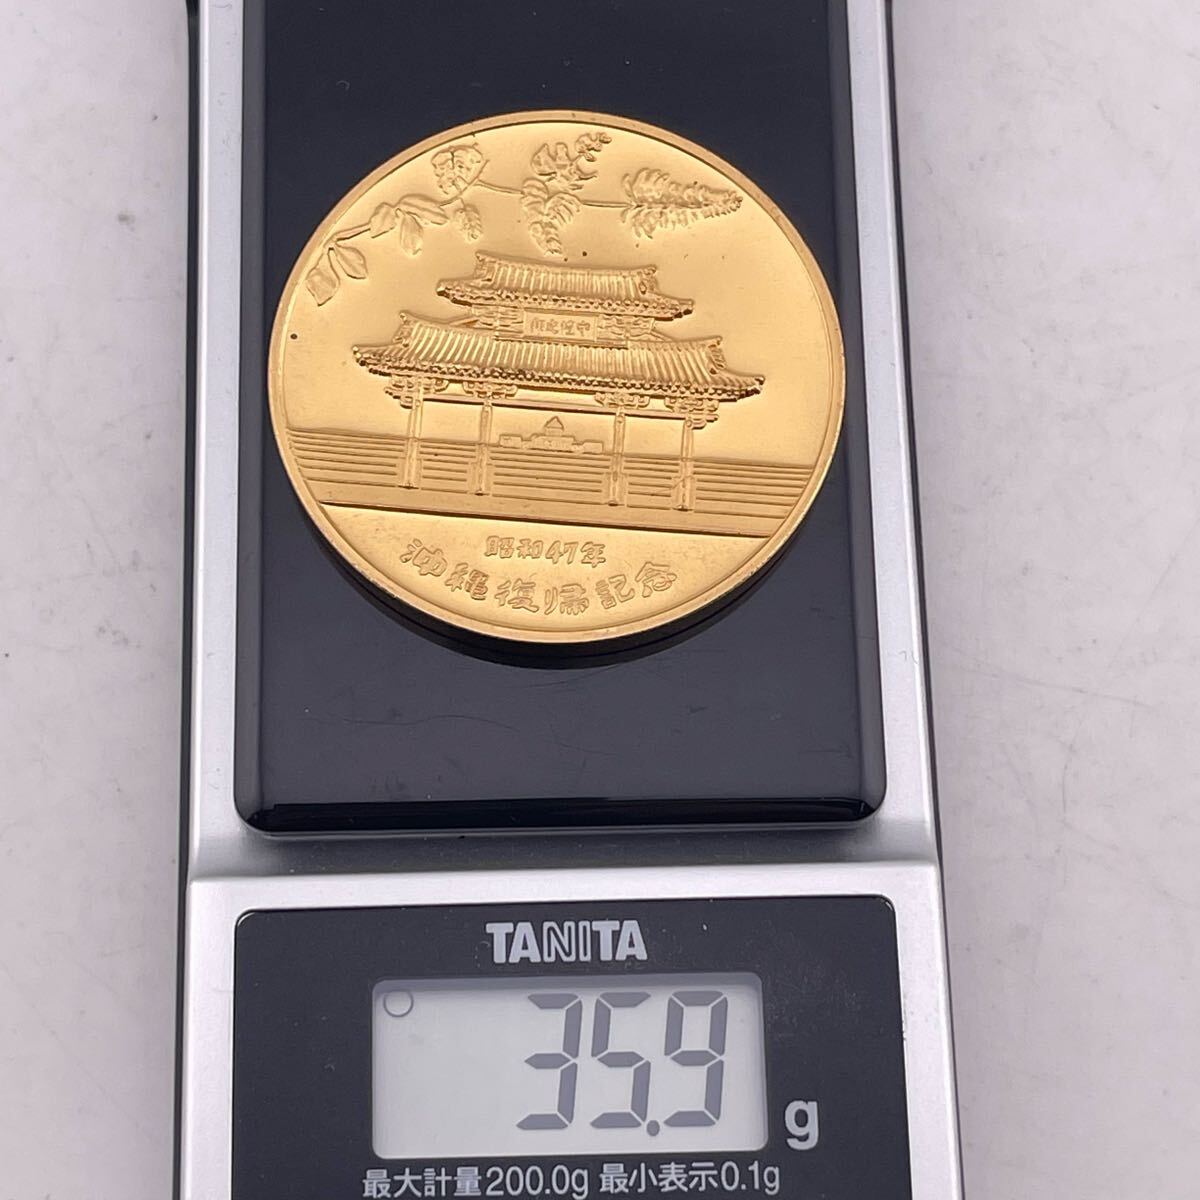 守禮之邦
昭和47年
沖縄復帰記念
TANITA
35.9 g
最大計量200.0g 最小表示0.1g